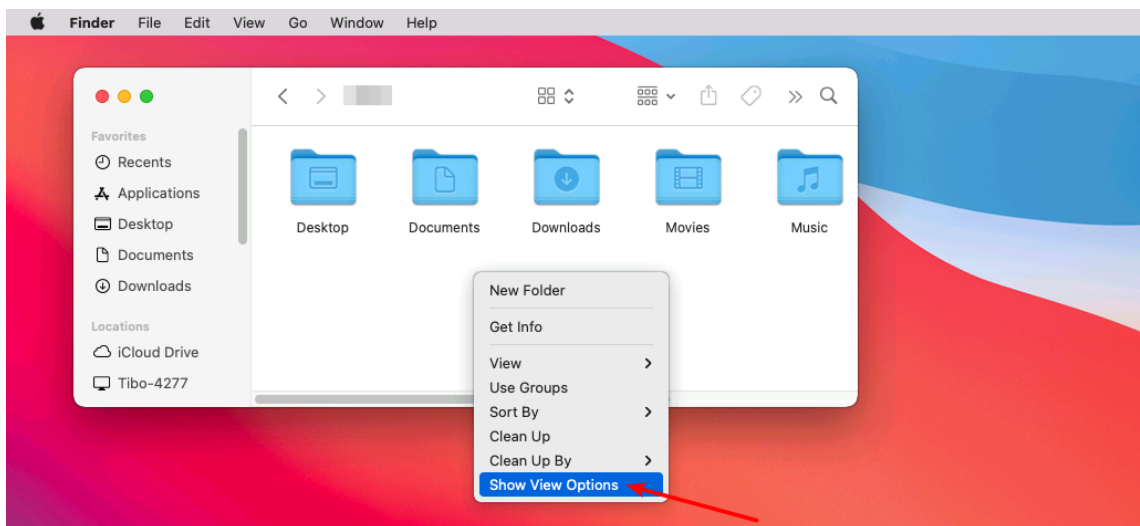 Finder File Edit View Go Window Help
Favorites
Recents
Applications
Desktop
Documents
Downloads
Locations
iCloud Drive
Tibo-4277
Desktop Documents Downloads Movies Music
New Folder
Get Info
View
Use Groups
Sort By
Clean Up
Clean Up By
Show View Options